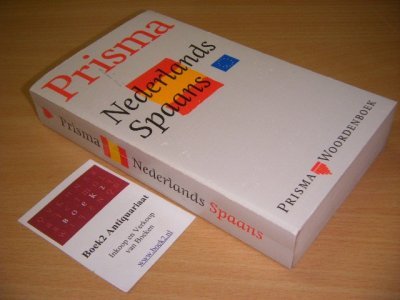 Prisma
Nederlands
Spaans
PRISMA WOORDENBOEK
Prisma Nederlands Spaans
BOEK2
Boek2 Antiquariaat
Inkoop en Verkoop
van Boeken
www.boek2.nl